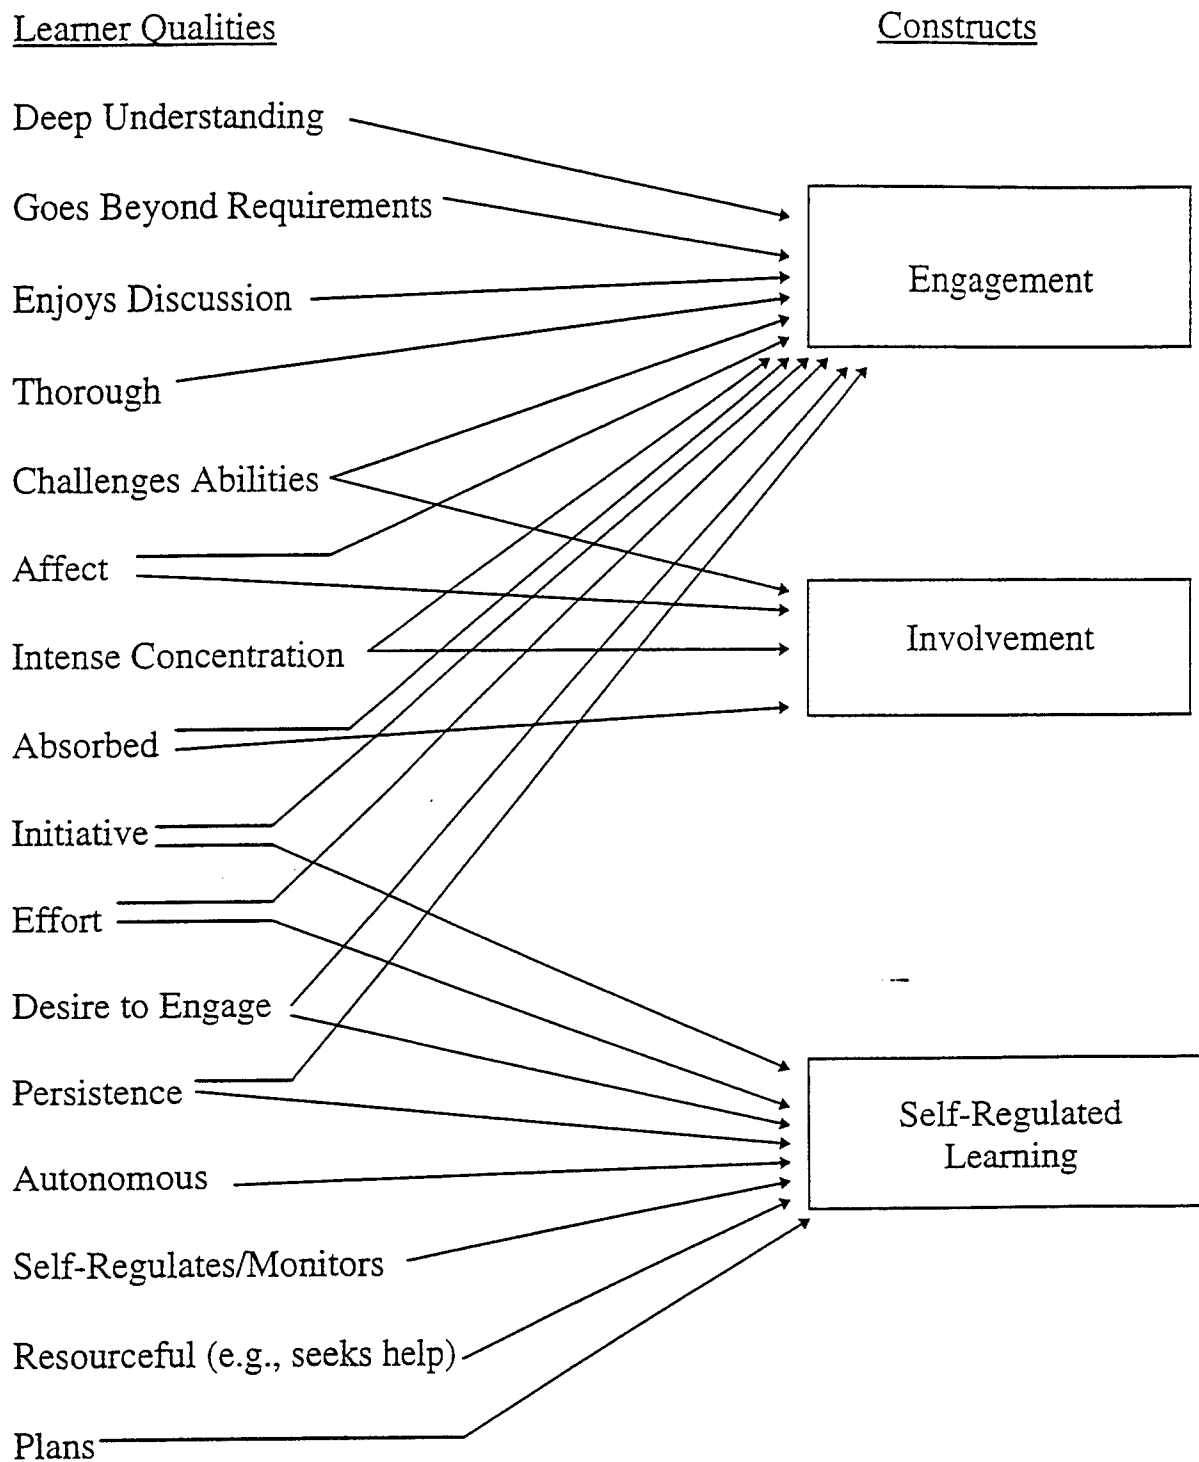 Learner Qualities
Constructs
Deep Understanding
Goes Beyond Requirements
Enjoys Discussion
Thorough
Challenges Abilities
Affect
Intense Concentration
Absorbed
Initiative
Effort
Desire to Engage
Persistence
Autonomous
Self-Regulates/Monitors
Resourceful (e.g., seeks help)
Plans
Engagement
Involvement
Self-Regulated
Learning